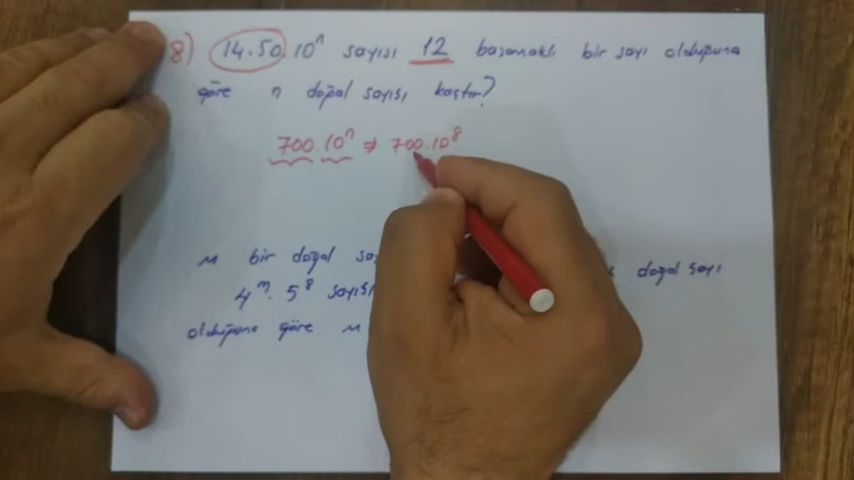 8) 14.50.10ⁿ sayısı 12 basamaklı bir sayı olduğuna
göre n doğal sayısı kaçtır?
700.10ⁿ ⇒ 700.10⁸
m bir doğal doğal sayı
4ᵐ.5⁸ sayısı
olduğuna göre m